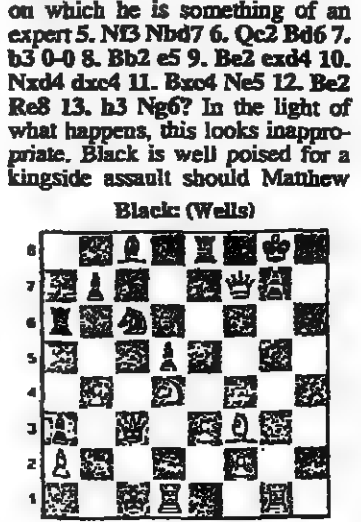 on which he is something of an
expert 5. Nf3 Nbd7 6. Qc2 Bd6 7.
b3 0-0 8. Bb2 e5 9. Be2 exd4 10.
Nxd4 dxc4 11. Bxc4 Ne5 12. Be2
Re8 13. h3 Ng6? In the light of
what happens, this looks inappro-
priate. Black is well poised for a
kingside assault should Matthew
Black: (Wells)
8
7
6
5
4
3
2
1